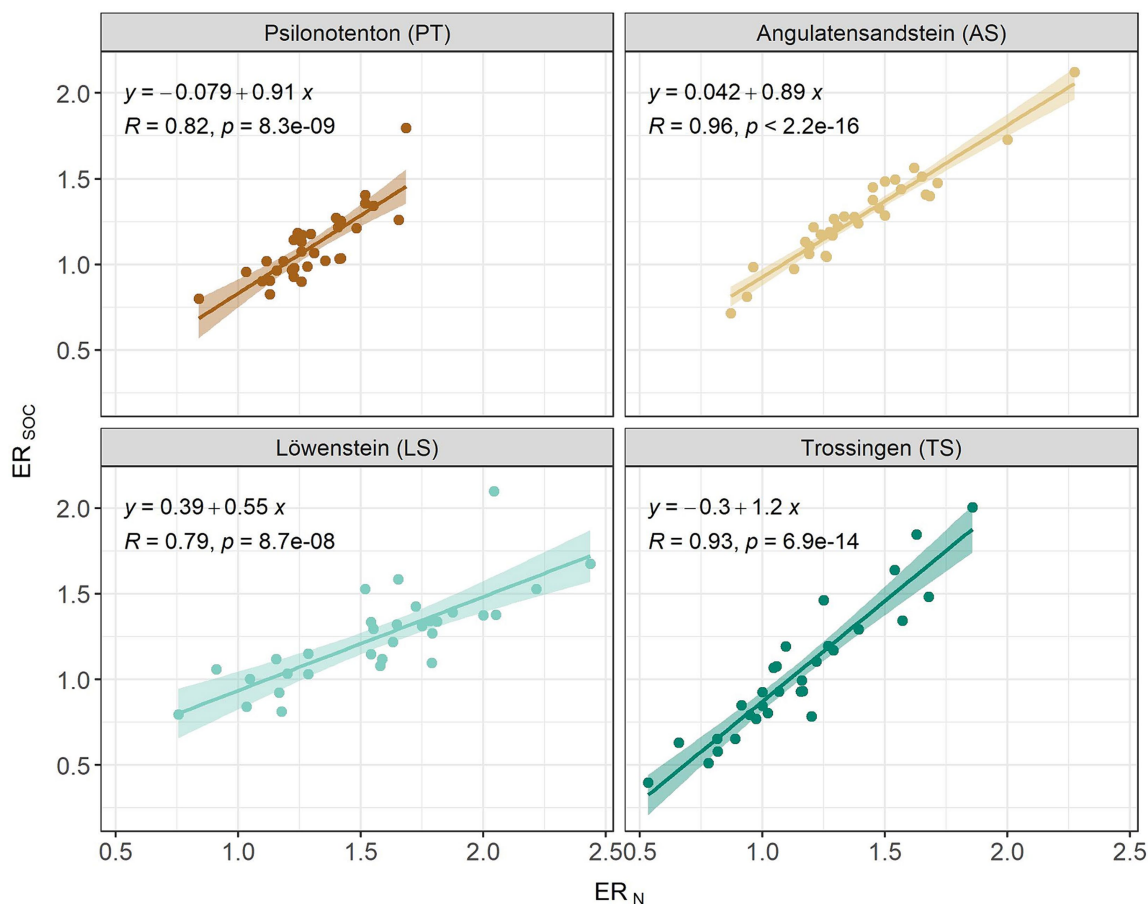 Psilonotenton (PT)
Angulatensandstein (AS)
y = −0.079 + 0.91 x
R = 0.82, p = 8.3e−09
y = 0.042 + 0.89 x
R = 0.96, p < 2.2e−16
2.0
1.5
1.0
0.5
Löwenstein (LS)
Trossingen (TS)
y = 0.39 + 0.55 x
R = 0.79, p = 8.7e−08
y = −0.3 + 1.2 x
R = 0.93, p = 6.9e−14
2.0
1.5
1.0
0.5
ER SOC
0.5 1.0 1.5 2.0 2.5 0.5 1.0 1.5 2.0 2.5
ER N